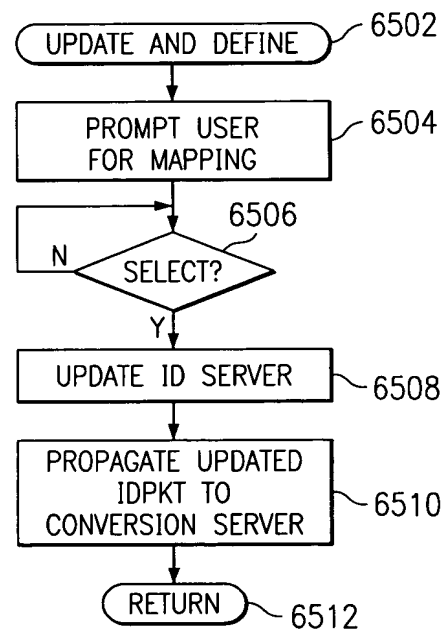 UPDATE AND DEFINE
6502
PROMPT USER
FOR MAPPING
6504
6506
N
SELECT?
Y
UPDATE ID SERVER
6508
PROPAGATE UPDATED
IDPKT TO
CONVERSION SERVER
6510
RETURN
6512